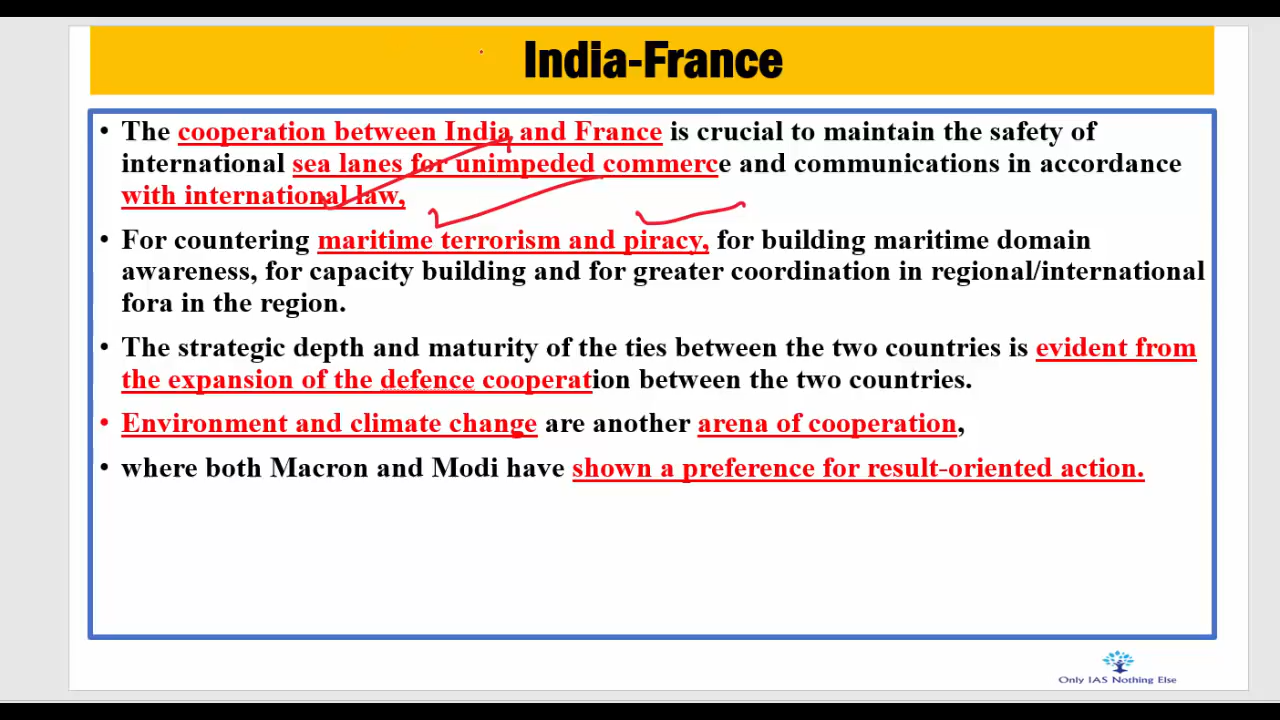 India-France
• The cooperation between India and France is crucial to maintain the safety of
international sea lanes for unimpeded commerce and communications in accordance
with international law,
• For countering maritime terrorism and piracy, for building maritime domain
awareness, for capacity building and for greater coordination in regional/international
fora in the region.
• The strategic depth and maturity of the ties between the two countries is evident from
the expansion of the defence cooperation between the two countries.
• Environment and climate change are another arena of cooperation,
• where both Macron and Modi have shown a preference for result-oriented action.
Only IAS Nothing Else